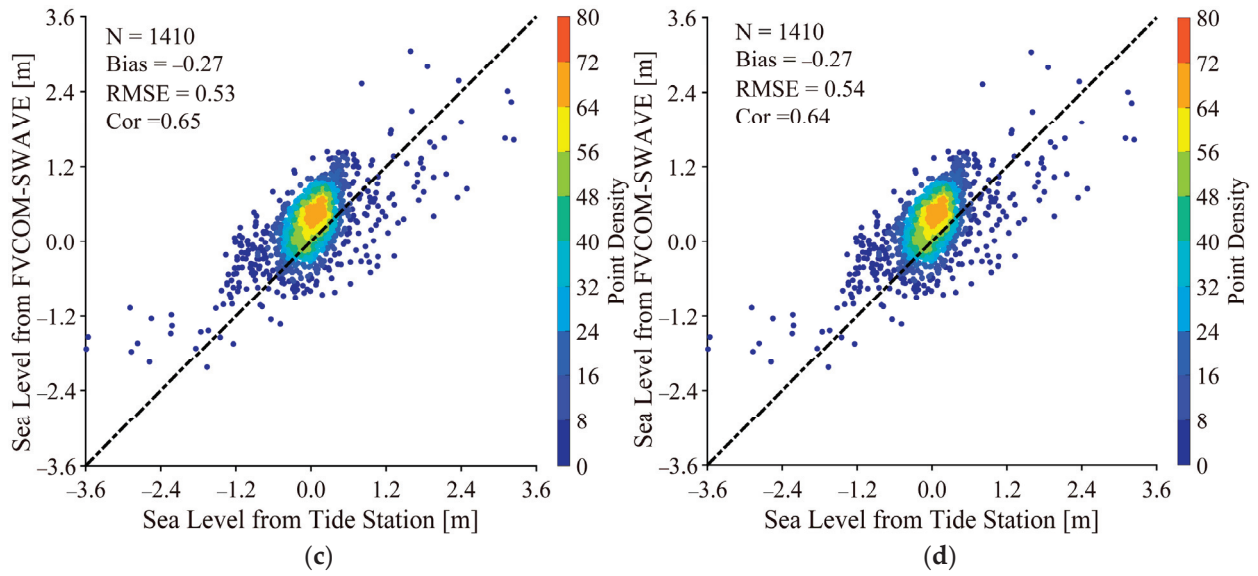 N = 1410
Bias = –0.27
RMSE = 0.53
Cor =0.65
Sea Level from FVCOM-SWAVE [m]
3.6
2.4
1.2
0.0
–1.2
–2.4
–3.6
–3.6 –2.4 –1.2 0.0 1.2 2.4 3.6
Sea Level from Tide Station [m]
80
72
64
56
48
40
32
24
16
8
0
Point Density
(c)
N = 1410
Bias = –0.27
RMSE = 0.54
Cor =0.64
Sea Level from FVCOM-SWAVE [m]
3.6
2.4
1.2
0.0
–1.2
–2.4
–3.6
–3.6 –2.4 –1.2 0.0 1.2 2.4 3.6
Sea Level from Tide Station [m]
80
72
64
56
48
40
32
24
16
8
0
Point Density
(d)